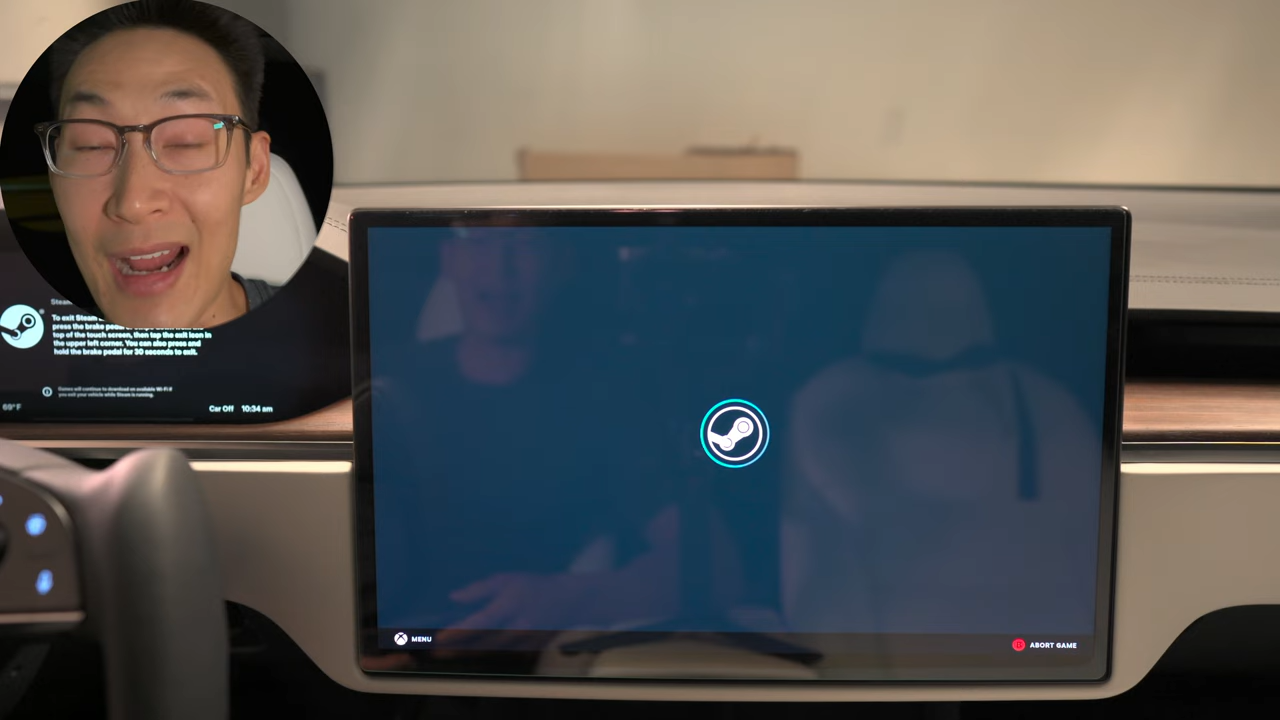 Steam
To exit Steam
press the brake pedal
top of the touch screen, then tap the exit icon in
the upper left corner. You can also press and
hold the brake pedal for 30 seconds to exit.
Games will continue to download on available Wi-Fi if
you exit your vehicle while Steam is running.
69°F
Car Off 10:34 am
MENU
ABORT GAME